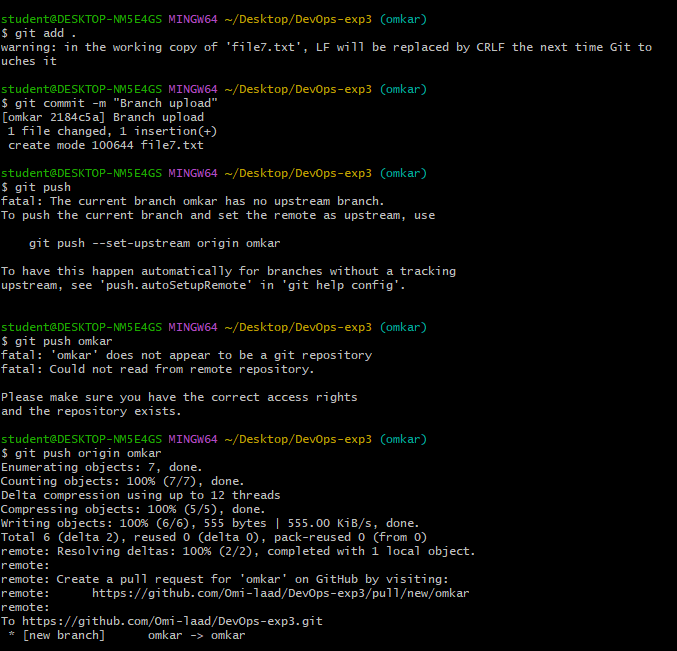 student@DESKTOP-NM5E4GS MINGW64 ~/Desktop/DevOps-exp3 (omkar)
$ git add .
warning: in the working copy of 'file7.txt', LF will be replaced by CRLF the next time Git to
uches it

student@DESKTOP-NM5E4GS MINGW64 ~/Desktop/DevOps-exp3 (omkar)
$ git commit -m "Branch upload"
[omkar 2184c5a] Branch upload
 1 file changed, 1 insertion(+)
 create mode 100644 file7.txt

student@DESKTOP-NM5E4GS MINGW64 ~/Desktop/DevOps-exp3 (omkar)
$ git push
fatal: The current branch omkar has no upstream branch.
To push the current branch and set the remote as upstream, use

    git push --set-upstream origin omkar

To have this happen automatically for branches without a tracking
upstream, see 'push.autoSetupRemote' in 'git help config'.

student@DESKTOP-NM5E4GS MINGW64 ~/Desktop/DevOps-exp3 (omkar)
$ git push omkar
fatal: 'omkar' does not appear to be a git repository
fatal: Could not read from remote repository.

Please make sure you have the correct access rights
and the repository exists.

student@DESKTOP-NM5E4GS MINGW64 ~/Desktop/DevOps-exp3 (omkar)
$ git push origin omkar
Enumerating objects: 7, done.
Counting objects: 100% (7/7), done.
Delta compression using up to 12 threads
Compressing objects: 100% (5/5), done.
Writing objects: 100% (6/6), 555 bytes | 555.00 KiB/s, done.
Total 6 (delta 2), reused 0 (delta 0), pack-reused 0 (from 0)
remote: Resolving deltas: 100% (2/2), completed with 1 local object.
remote:
remote: Create a pull request for 'omkar' on GitHub by visiting:
remote:      https://github.com/Omi-laad/DevOps-exp3/pull/new/omkar
remote:
To https://github.com/Omi-laad/DevOps-exp3.git
 * [new branch]      omkar -> omkar